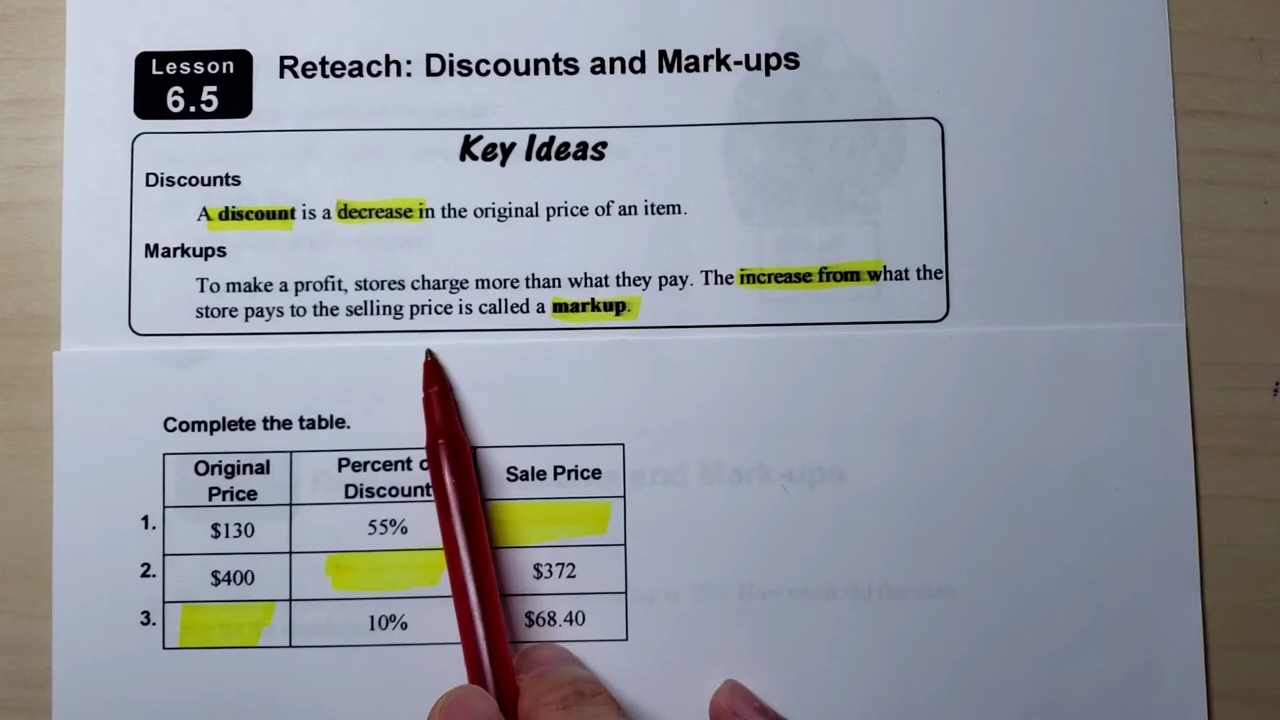 Lesson
6.5
Reteach: Discounts and Mark-ups
Key Ideas
Discounts
A discount is a decrease in the original price of an item.
Markups
To make a profit, stores charge more than what they pay. The increase from what the
store pays to the selling price is called a markup.
Complete the table.
Original Price Percent Discount Sale Price
1. $130 55%
2. $400 $372
3. 10% $68.40